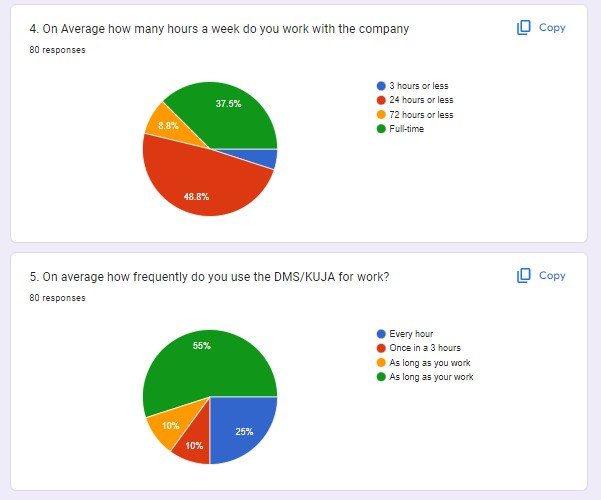 4. On Average how many hours a week do you work with the company
Copy
80 responses
37.5%
8.8%
48.8%
3 hours or less
24 hours or less
72 hours or less
Full-time
5. On average how frequently do you use the DMS/KUJA for work?
Copy
80 responses
55%
10%
10%
25%
Every hour
Once in a 3 hours
As long as you work
As long as your work